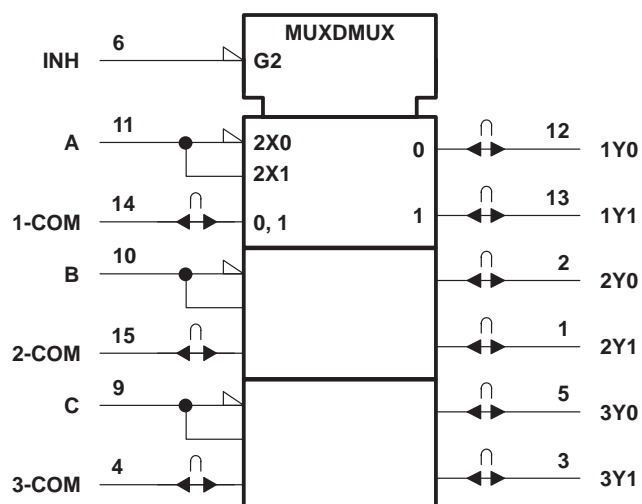 MUXDMUX
INH 6 G2
A 11 2X0 0 12 1Y0
2X1
1-COM 14 0, 1 1 13 1Y1
B 10 2 2Y0
2-COM 15 1 2Y1
C 9 5 3Y0
3-COM 4 3 3Y1